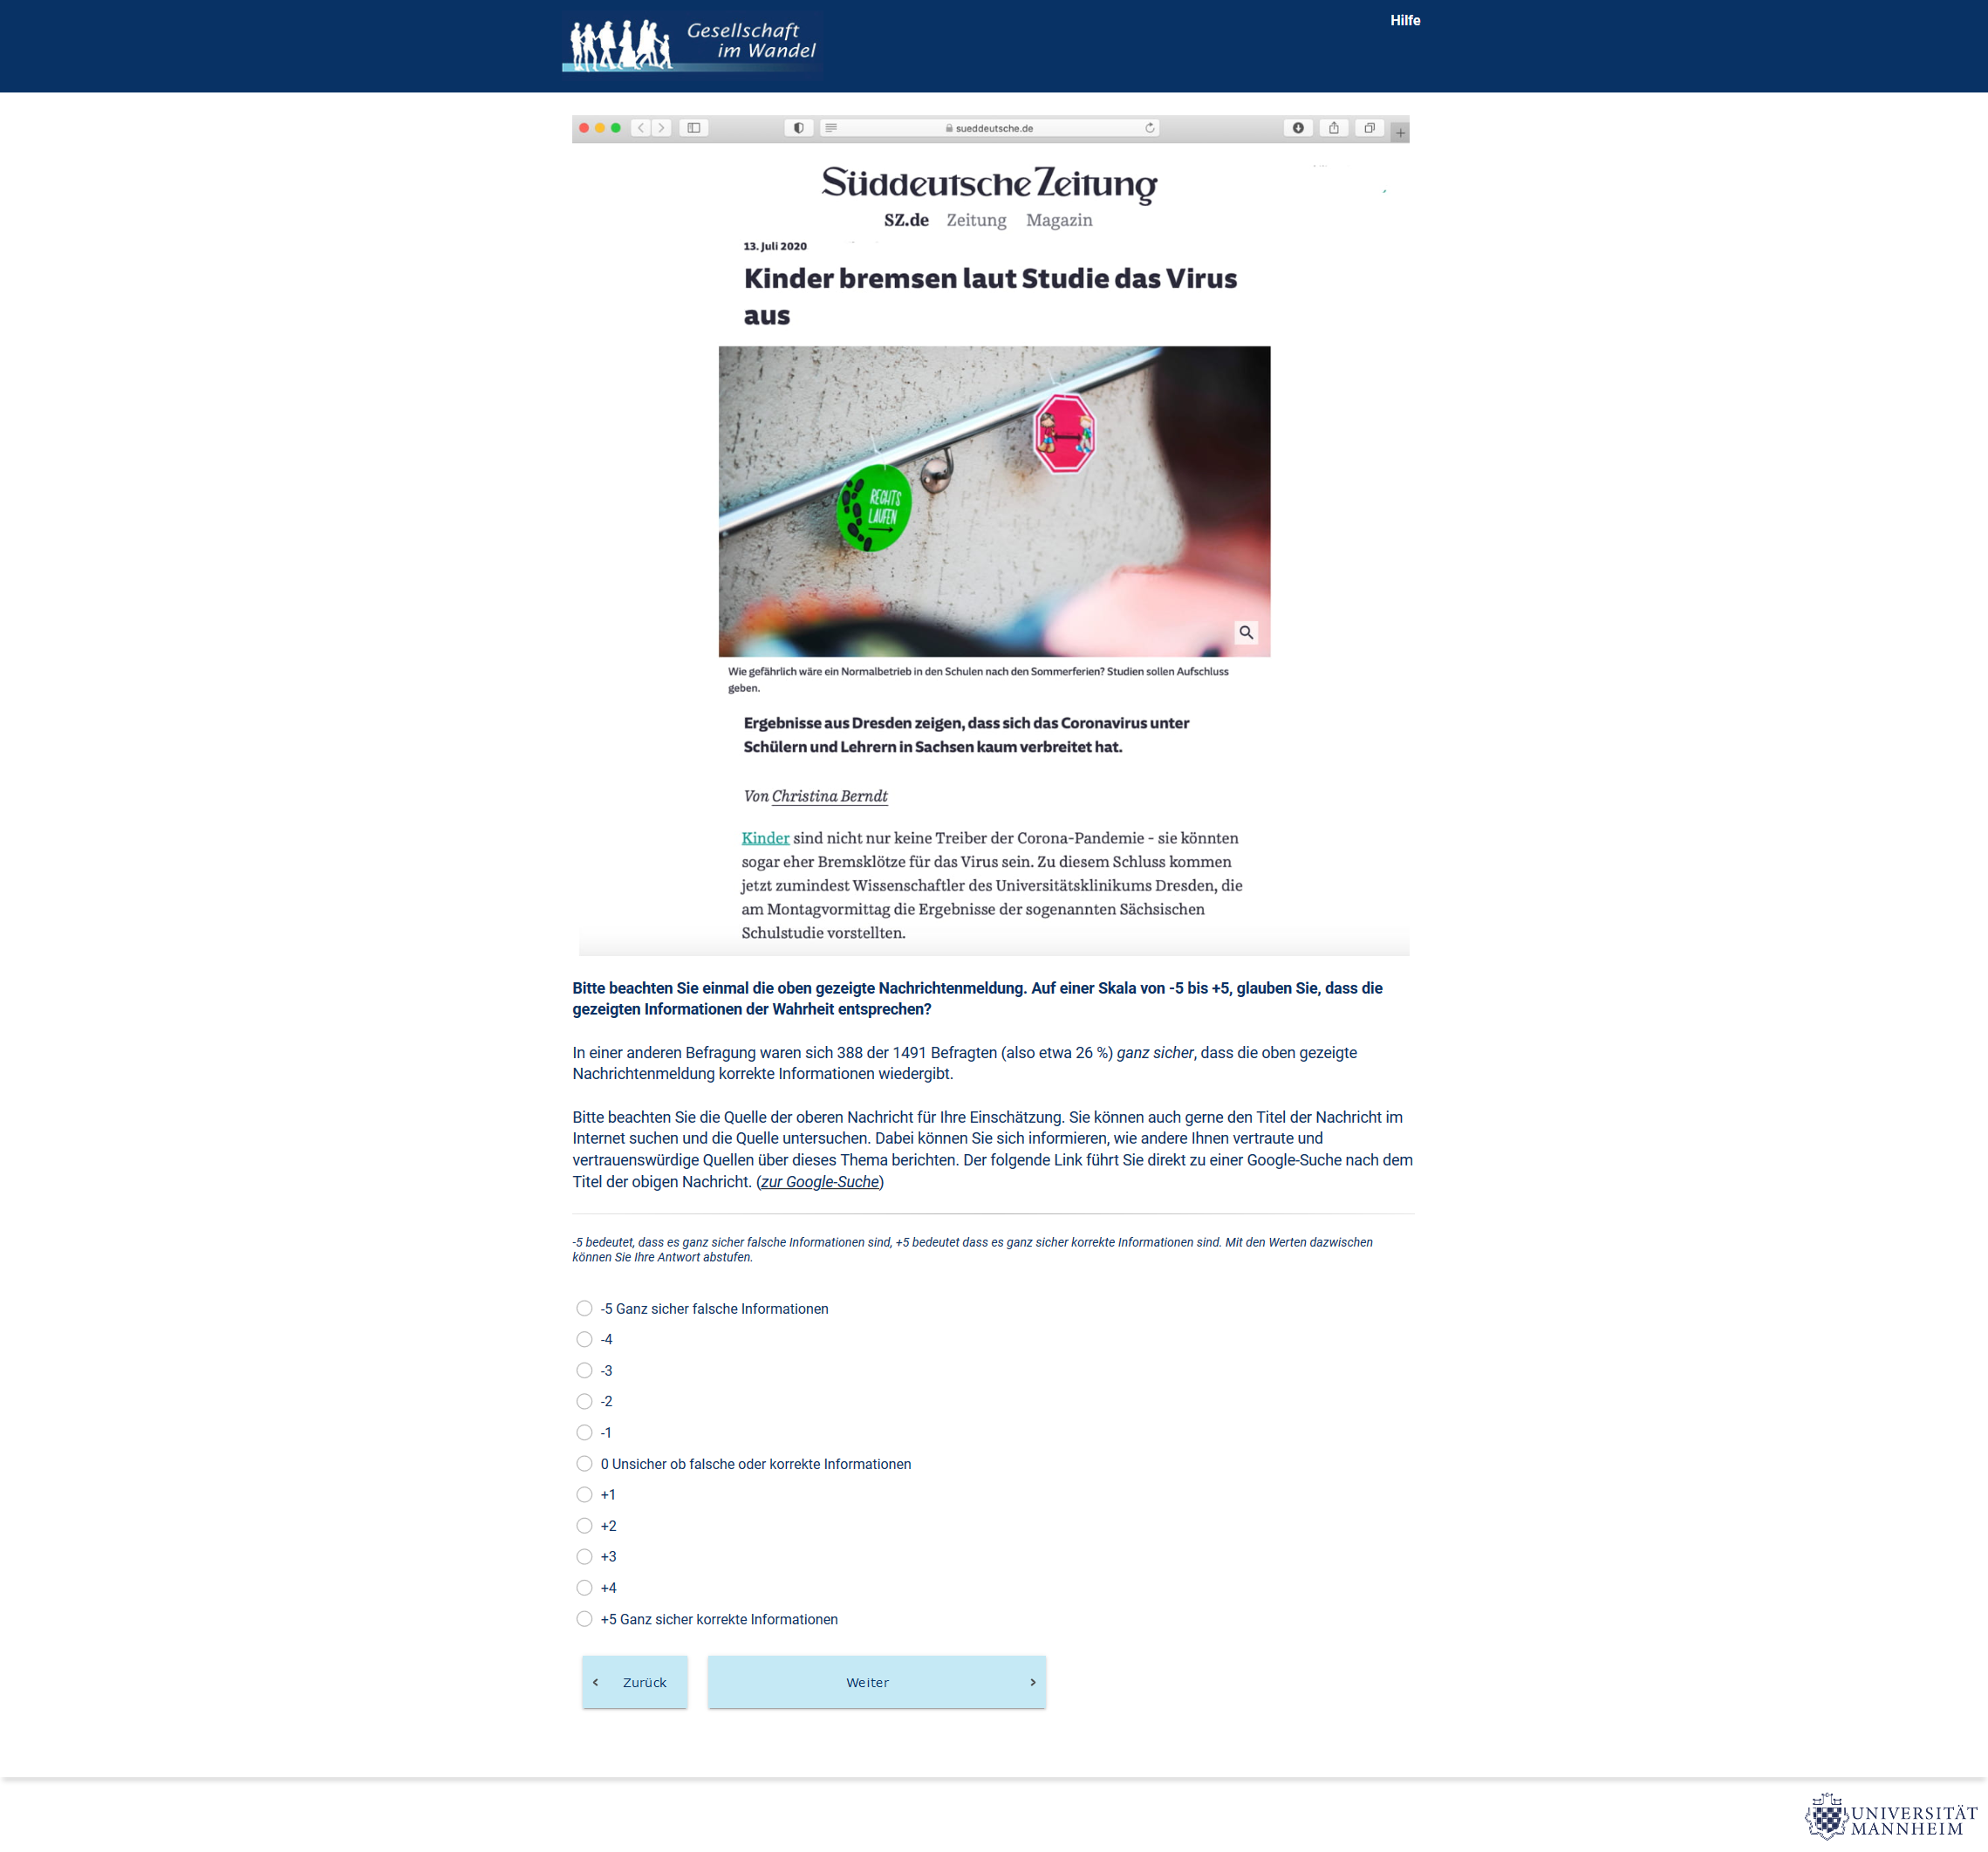 Gesellschaft
im Wandel
Hilfe
sueddeutsche.de
Süddeutsche Zeitung
SZ.de Zeitung Magazin
13. Juli 2020
Kinder bremsen laut Studie das Virus
aus
RECHTS
LAUFEN
Wie gefährlich wäre ein Normalbetrieb in den Schulen nach den Sommerferien? Studien sollen Aufschluss
geben.
Ergebnisse aus Dresden zeigen, dass sich das Coronavirus unter
Schülern und Lehrern in Sachsen kaum verbreitet hat.
Von Christina Berndt
Kinder sind nicht nur keine Treiber der Corona-Pandemie - sie könnten
sogar eher Bremsklötze für das Virus sein. Zu diesem Schluss kommen
jetzt zumindest Wissenschaftler des Universitätsklinikums Dresden, die
am Montagvormittag die Ergebnisse der sogenannten Sächsischen
Schulstudie vorstellten.
Bitte beachten Sie einmal die oben gezeigte Nachrichtenmeldung. Auf einer Skala von -5 bis +5, glauben Sie, dass die
gezeigten Informationen der Wahrheit entsprechen?
In einer anderen Befragung waren sich 388 der 1491 Befragten (also etwa 26 %) ganz sicher, dass die oben gezeigte
Nachrichtenmeldung korrekte Informationen wiedergibt.
Bitte beachten Sie die Quelle der oberen Nachricht für Ihre Einschätzung. Sie können auch gerne den Titel der Nachricht im
Internet suchen und die Quelle untersuchen. Dabei können Sie sich informieren, wie andere Ihnen vertraute und
vertrauenswürdige Quellen über dieses Thema berichten. Der folgende Link führt Sie direkt zu einer Google-Suche nach dem
Titel der obigen Nachricht. (zur Google-Suche)
-5 bedeutet, dass es ganz sicher falsche Informationen sind, +5 bedeutet dass es ganz sicher korrekte Informationen sind. Mit den Werten dazwischen
können Sie Ihre Antwort abstufen.
-5 Ganz sicher falsche Informationen
-4
-3
-2
-1
0 Unsicher ob falsche oder korrekte Informationen
+1
+2
+3
+4
+5 Ganz sicher korrekte Informationen
Zurück
Weiter
UNIVERSITÄT
MANNHEIM